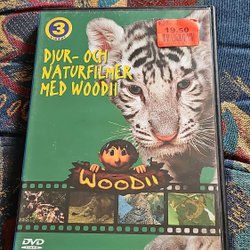 3
19.50
DJUR- OCH
NATURFILMER
MED WOODII
WOODII
DVD